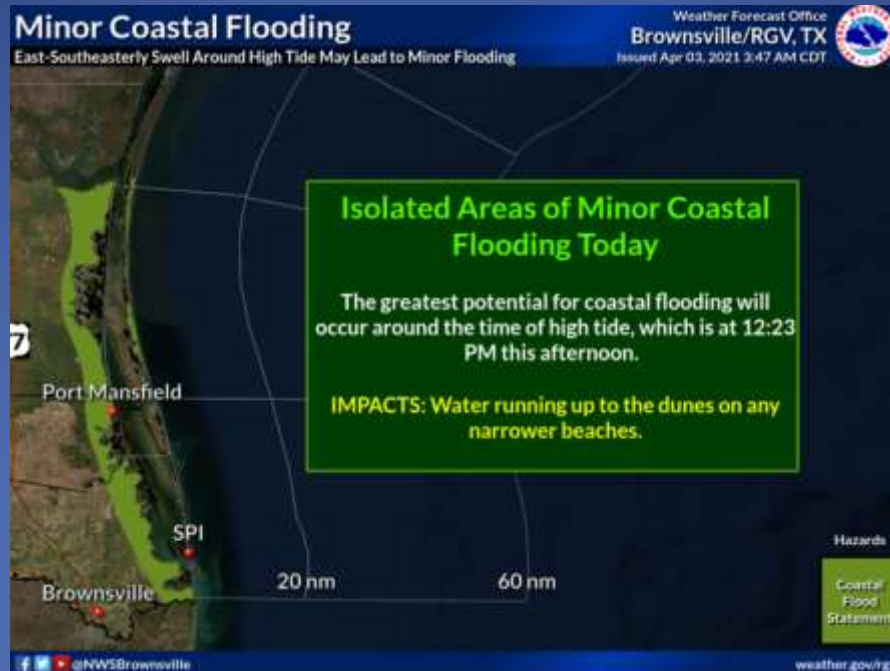 Minor Coastal Flooding
East-Southeasterly Swell Around High Tide May Lead to Minor Flooding
Weather Forecast Office
Brownsville/RGV, TX
Issued Apr 03, 2021 3:47 AM CDT
Isolated Areas of Minor Coastal
Flooding Today
The greatest potential for coastal flooding will
occur around the time of high tide, which is at 12:23
PM this afternoon.
IMPACTS: Water running up to the dunes on any
narrower beaches.
7
Port Mansfield
SPI
Brownsville
20 nm
60 nm
Hazards
Coastal
Flood
Statement
@NWSBrownsville
weather.gov/rg